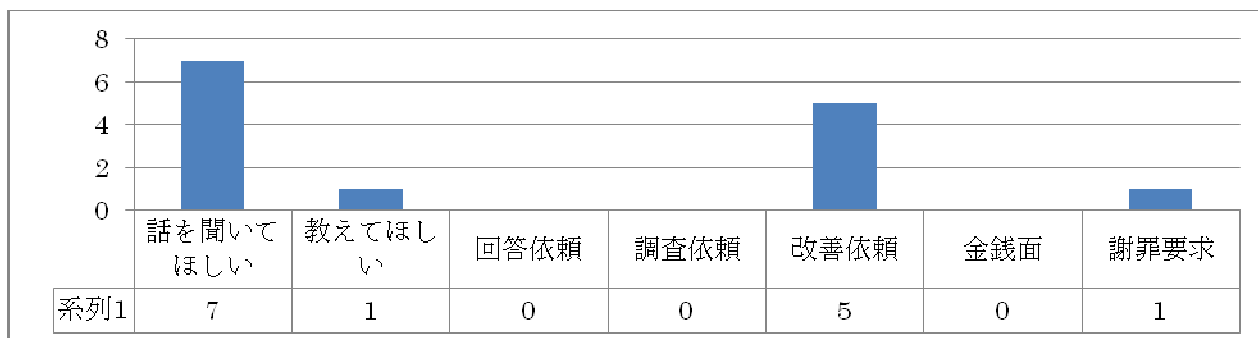 8
6
4
2
0
話を聞いて
ほしい
教えてほし
い
回答依頼
調査依頼
改善依頼
金銭面
謝罪要求
系列1 7 1 0 0 5 0 1